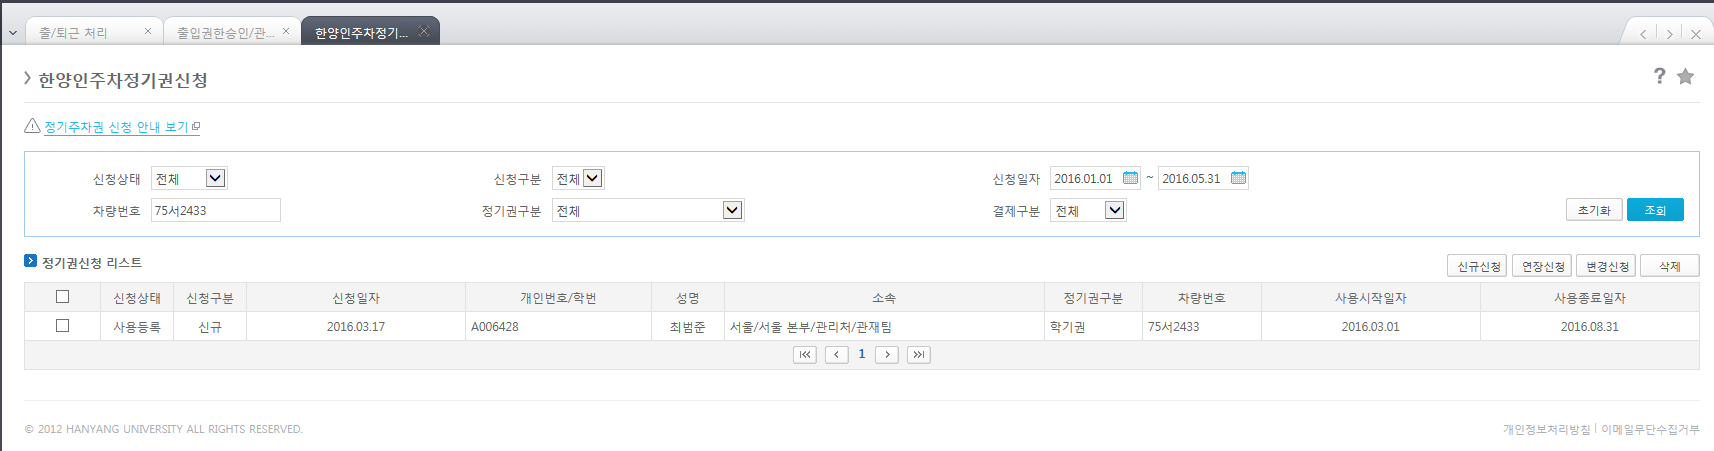 출/퇴근 처리 출입권한승인/관... 한양인주차정기...
한양인주차정기권신청
정기주차권 신청 안내 보기
신청상태 전체 신청구분 전체 신청일자 2016.01.01 ~ 2016.05.31
차량번호 75서2433 정기권구분 전체 결제구분 전체 초기화 조회
정기권신청 리스트 신규신청 연장신청 변경신청 삭제
신청상태 신청구분 신청일자 개인번호/학번 성명 소속 정기권구분 차량번호 사용시작일자 사용종료일자
사용등록 신규 2016.03.17 A006428 최범준 서울/서울 본부/관리처/관재팀 학기권 75서2433 2016.03.01 2016.08.31
1
© 2012 HANYANG UNIVERSITY ALL RIGHTS RESERVED. 개인정보처리방침 | 이메일무단수집거부